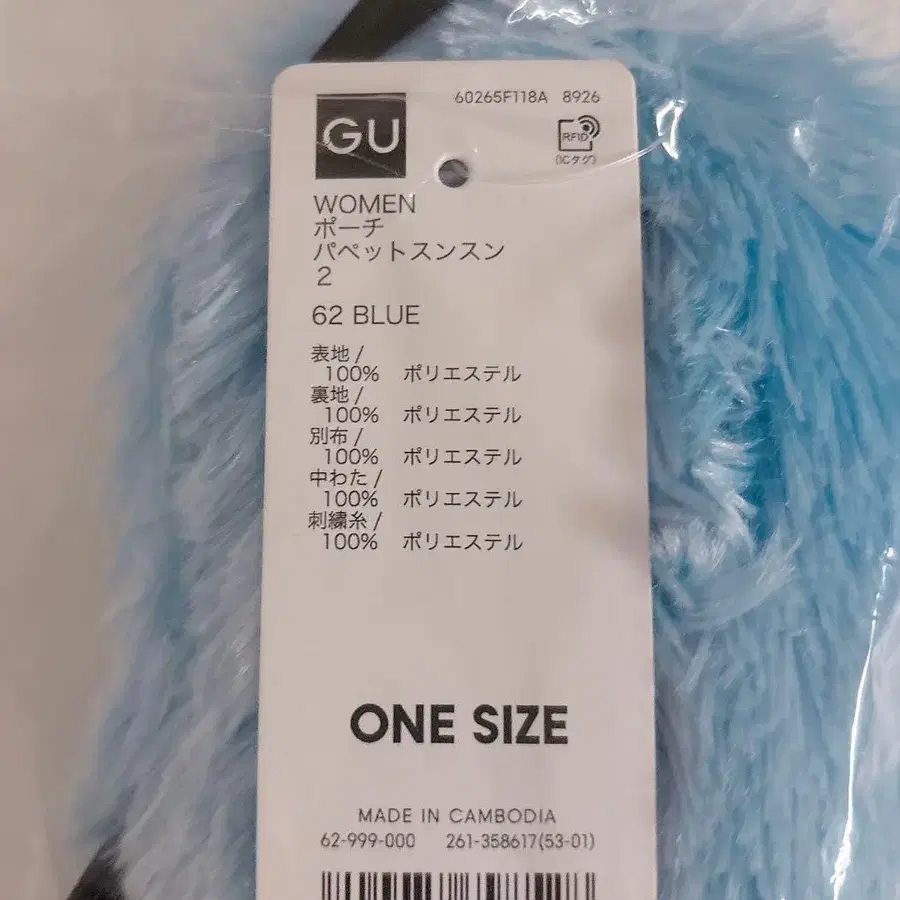 60265F118A 8926
GU
RFID
(ICタグ)
WOMEN
ポーチ
パペットスンスン
2
62 BLUE
表地 /
100% ポリエステル
裏地 /
100% ポリエステル
別布 /
100% ポリエステル
中わた /
100% ポリエステル
刺繍糸 /
100% ポリエステル
ONE SIZE
MADE IN CAMBODIA
62-999-000 261-358617(53-01)